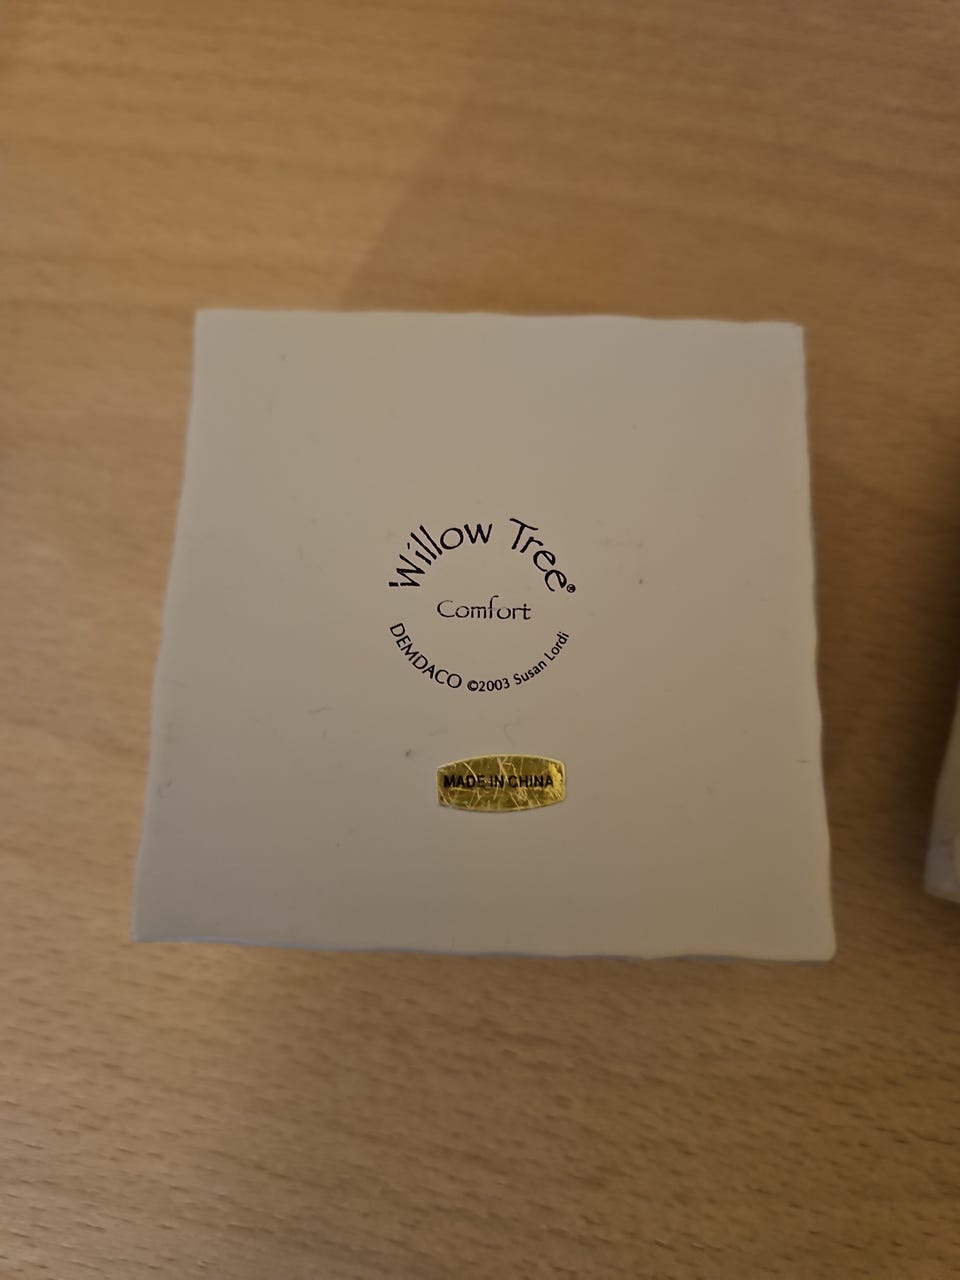 Willow Tree®
Comfort
DEMDACO ©2003 Susan Lordi
MADE IN CHINA